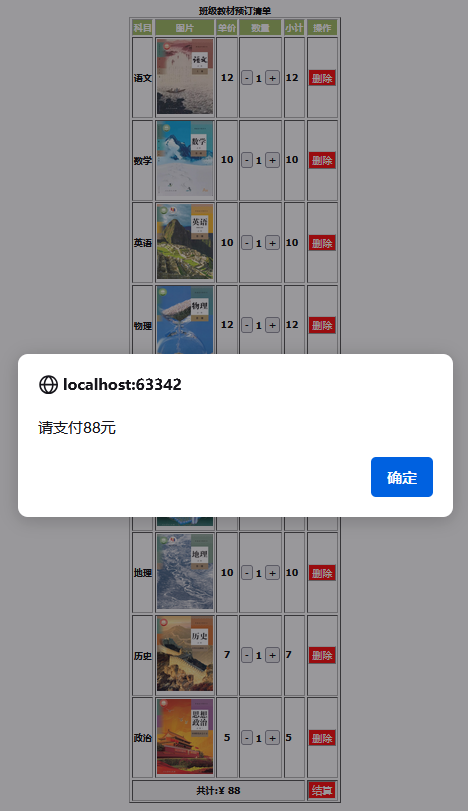 班级教材预订清单
科目 图片 单价 数量 小计 操作
语文 语文 12 - 1 + 12 删除
数学 数学 10 - 1 + 10 删除
英语 英语 10 - 1 + 10 删除
物理 物理 12 - 1 + 12 删除
localhost:63342
请支付88元
确定
地理 地理 10 - 1 + 10 删除
历史 历史 7 - 1 + 7 删除
政治 思想政治 5 - 1 + 5 删除
共计:¥ 88 结算